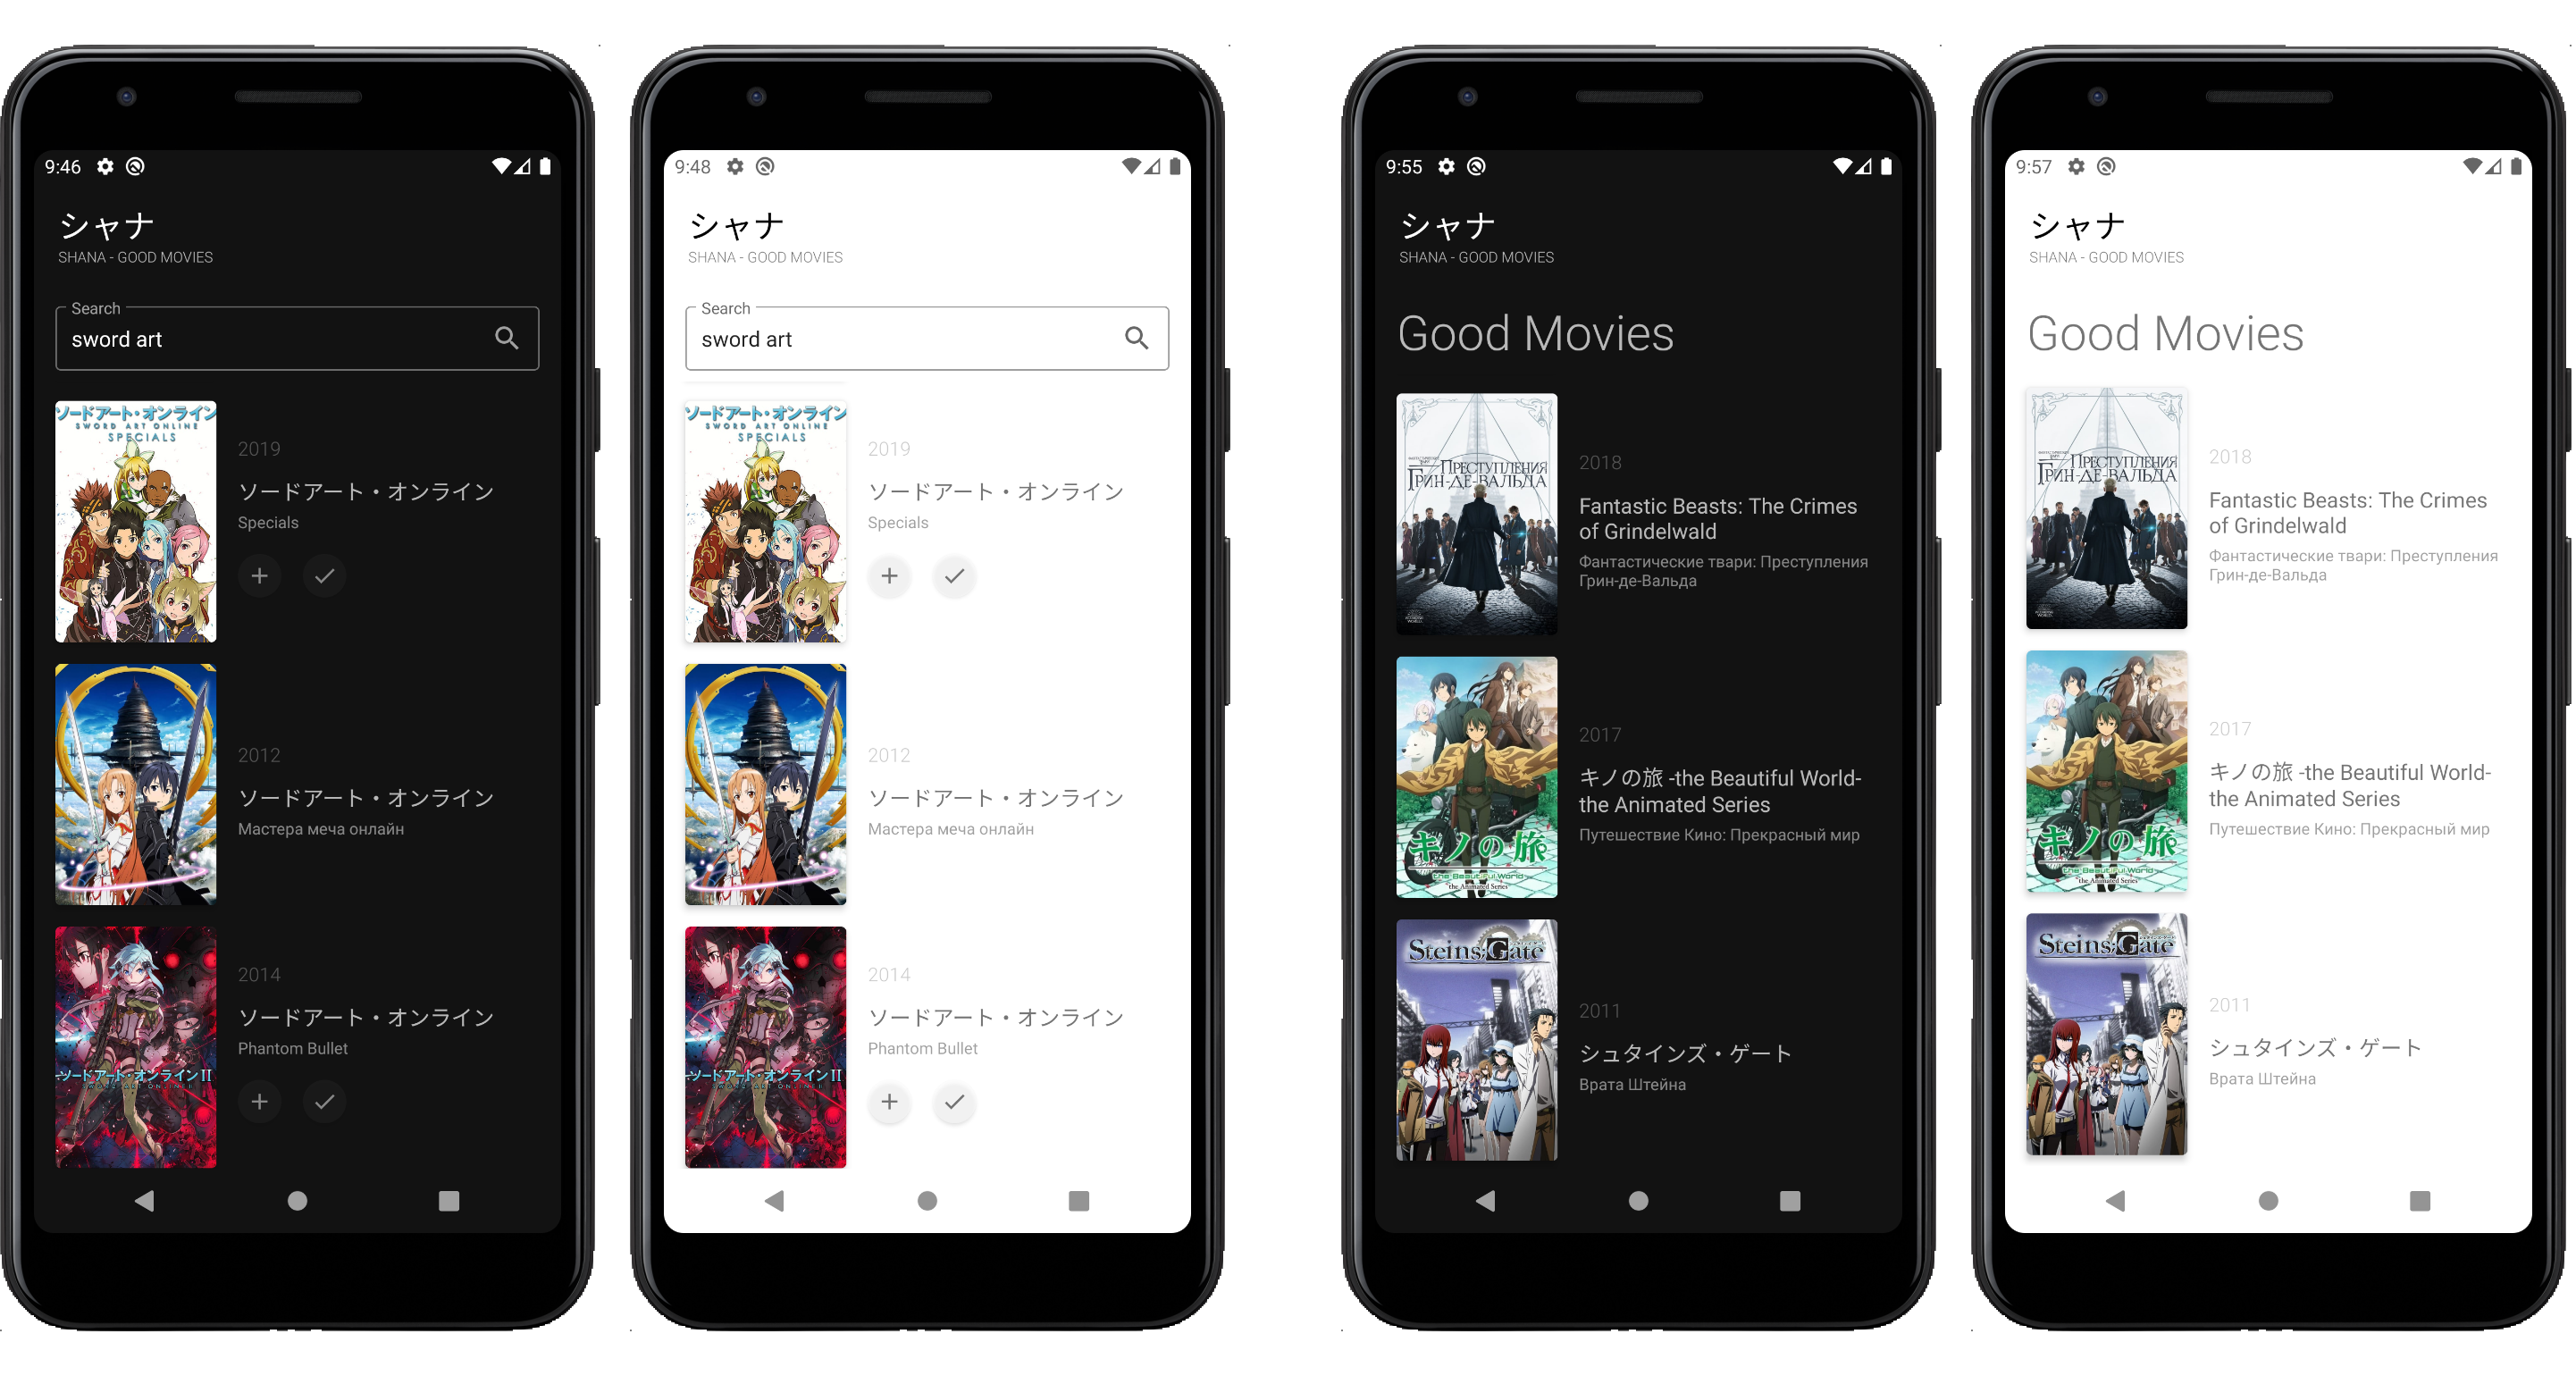 9:46
シャナ
SHANA - GOOD MOVIES
Search
sword art
ソードアート・オンライン
SWORD ART ONLINE
SPECIALS
2019
ソードアート・オンライン
Specials
2012
ソードアート・オンライン
Мастера меча онлайн
2014
ソードアート・オンライン
Phantom Bullet
ソードアート・オンラインII
9:48
シャナ
SHANA - GOOD MOVIES
Search
sword art
ソードアート・オンライン
SWORD ART ONLINE
SPECIALS
2019
ソードアート・オンライン
Specials
2012
ソードアート・オンライン
Мастера меча онлайн
2014
ソードアート・オンライン
Phantom Bullet
ソードアート・オンラインII
9:55
シャナ
SHANA - GOOD MOVIES
Good Movies
ПРЕСТУПЛЕНИЯ
ГРИН-ДЕ-ВАЛЬДА
2018
Fantastic Beasts: The Crimes
of Grindelwald
Фантастические твари: Преступления
Грин-де-Вальда
2017
キノの旅 -the Beautiful World-
the Animated Series
Путешествие Кино: Прекрасный мир
キノの旅
the Beautiful World
the Animated Series
Steins;Gate
2011
シュタインズ・ゲート
Врата Штейна
9:57
シャナ
SHANA - GOOD MOVIES
Good Movies
ПРЕСТУПЛЕНИЯ
ГРИН-ДЕ-ВАЛЬДА
2018
Fantastic Beasts: The Crimes
of Grindelwald
Фантастические твари: Преступления
Грин-де-Вальда
2017
キノの旅 -the Beautiful World-
the Animated Series
Путешествие Кино: Прекрасный мир
キノの旅
the Beautiful World
the Animated Series
Steins;Gate
2011
シュタインズ・ゲート
Врата Штейна